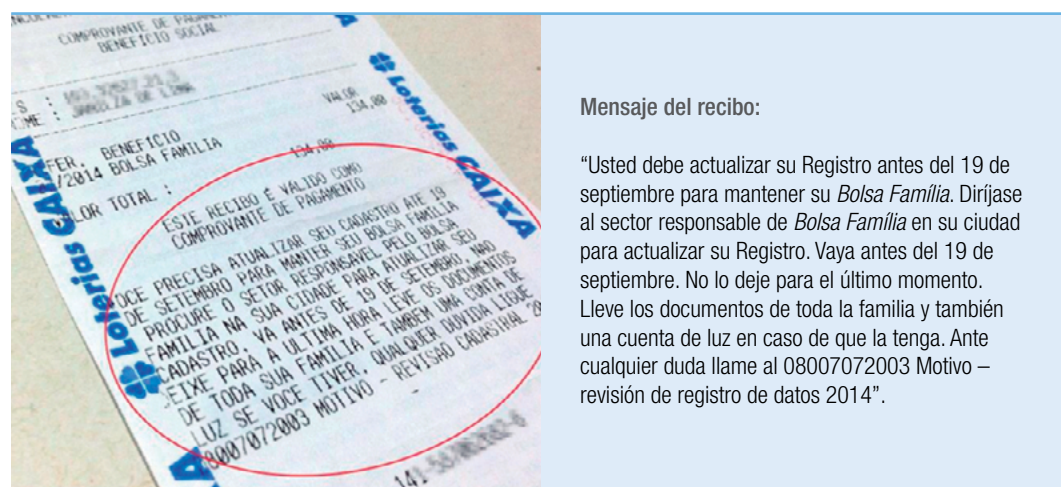 COMPROVANTE DE PAGAMENTO
BENEFICIO SOCIAL
VALOR
134,00
BENEFICIO
/2014 BOLSA FAMILIA
134,00
VALOR TOTAL :
ESTE RECIBO É VALIDO COMO
COMPROVANTE DE PAGAMENTO
VOCE PRECISA ATUALIZAR SEU CADASTRO ATE 19
DE SETEMBRO PARA MANTER SEU BOLSA FAMILIA
PROCURE O SETOR RESPONSAVEL PELO BOLSA
FAMILIA NA SUA CIDADE PARA ATUALIZAR SEU
CADASTRO. VA ANTES DE 19 DE SETEMBRO. NAO
DEIXE PARA A ULTIMA HORA LEVE OS DOCUMENTOS
DE TODA SUA FAMILIA E TAMBEM UMA CONTA DE
LUZ SE VOCE TIVER. QUALQUER DUVIDA LIGUE
08007072003 MOTIVO - REVISAO CADASTRAL 20
Loterias CAIXA
Loterias CAIXA
Mensaje del recibo:
“Usted debe actualizar su Registro antes del 19 de
septiembre para mantener su Bolsa Família. Diríjase
al sector responsable de Bolsa Família en su ciudad
para actualizar su Registro. Vaya antes del 19 de
septiembre. No lo deje para el último momento.
Lleve los documentos de toda la familia y también
una cuenta de luz en caso de que la tenga. Ante
cualquier duda llame al 08007072003 Motivo –
revisión de registro de datos 2014”.